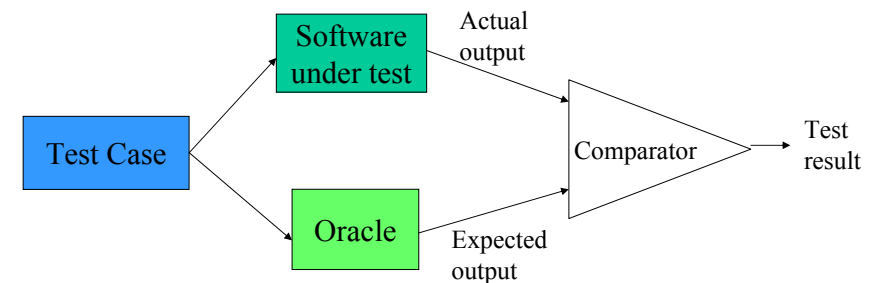 Software
under test
Actual
output
Test Case
Comparator
Test
result
Oracle
Expected
output